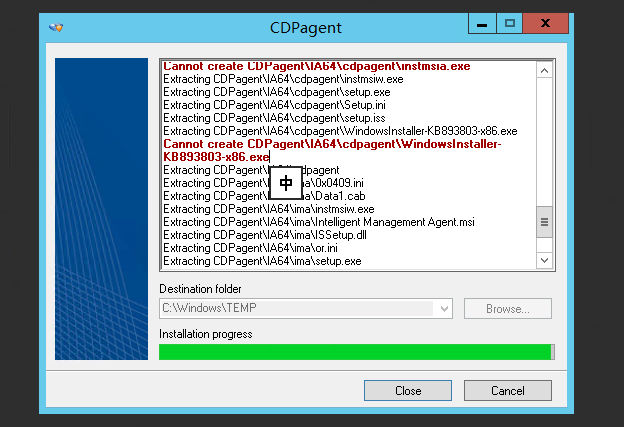 CDPagent
Cannot create CDPagent\IA64\cdpagent\instmsia.exe
Extracting CDPagent\IA64\cdpagent\instmsiw.exe
Extracting CDPagent\IA64\cdpagent\setup.exe
Extracting CDPagent\IA64\cdpagent\Setup.ini
Extracting CDPagent\IA64\cdpagent\setup.iss
Extracting CDPagent\IA64\cdpagent\WindowsInstaller-KB893803-x86.exe
Cannot create CDPagent\IA64\cdpagent\WindowsInstaller-
KB893803-x86.exe
Extracting CDPagent\ dpagent
中
Extracting CDPagent\ ma\0x0409.ini
Extracting CDPagent\ ma\Data1.cab
Extracting CDPagent\IA64\ima\instmsiw.exe
Extracting CDPagent\IA64\ima\Intelligent Management Agent.msi
Extracting CDPagent\IA64\ima\ISSetup.dll
Extracting CDPagent\IA64\ima\or.ini
Extracting CDPagent\IA64\ima\setup.exe
Destination folder
C:\Windows\TEMP
Browse...
Installation progress
Close
Cancel